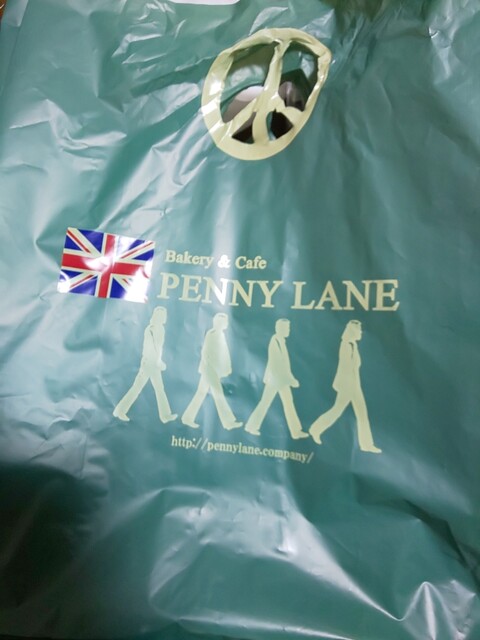 Bakery & Cafe
PENNY LANE
http://pennylane.company/